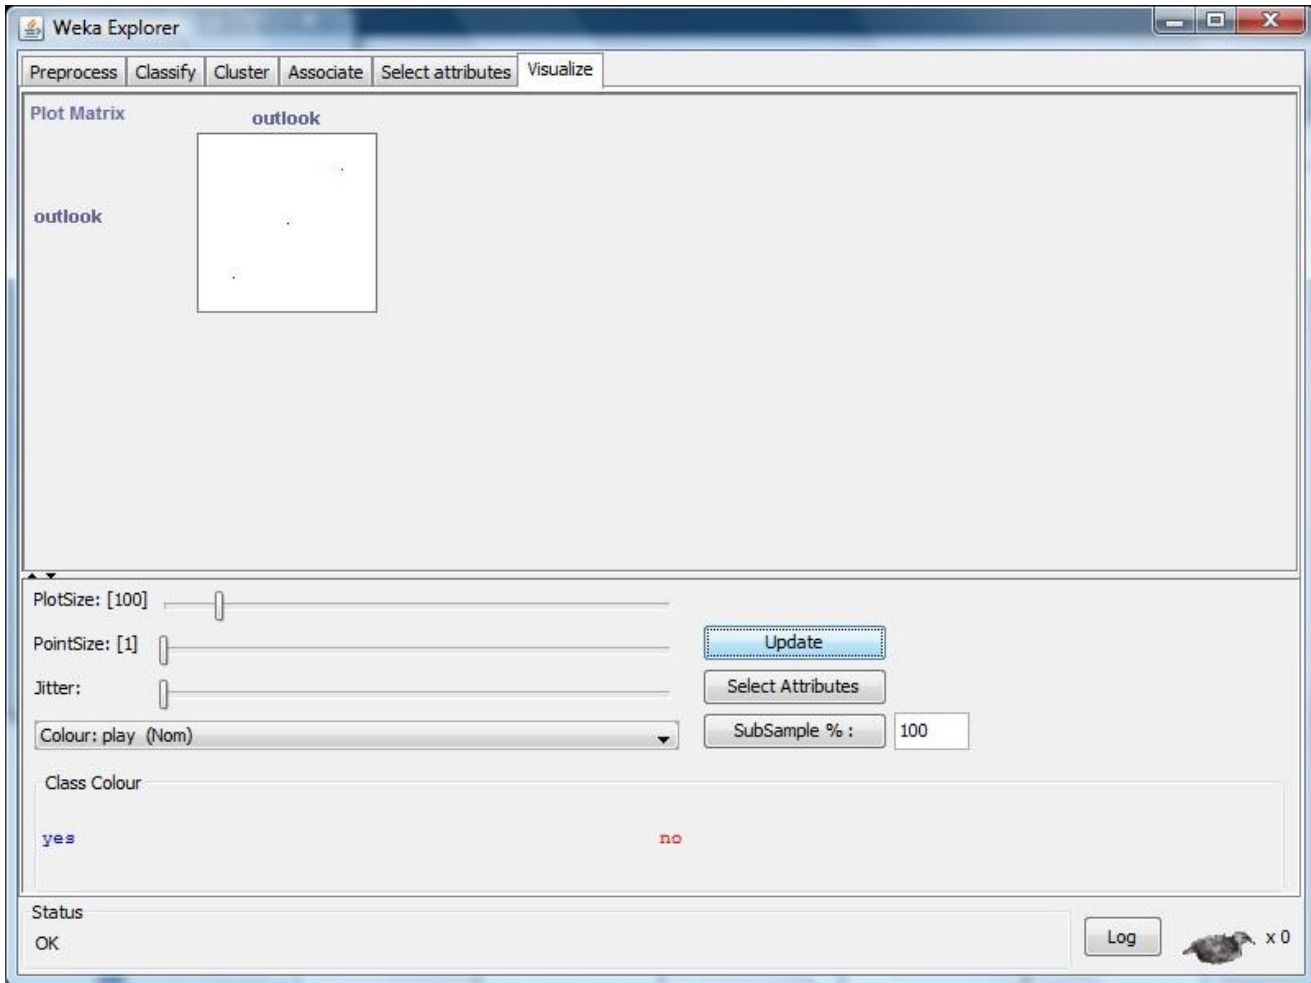 Weka Explorer
Preprocess Classify Cluster Associate Select attributes Visualize
Plot Matrix
outlook
outlook
PlotSize: [100]
PointSize: [1]
Update
Jitter:
Select Attributes
Colour: play (Nom)
SubSample % :
100
Class Colour
yes
no
Status
OK
Log
x 0